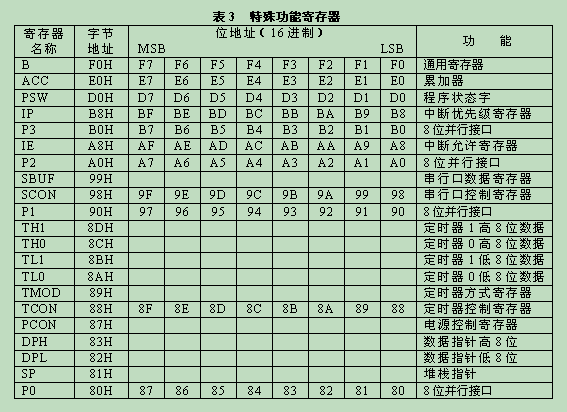 表3 特殊功能寄存器
寄存器名称 字节地址 位地址(16进制) 功能
MSB LSB
B F0H F7 F6 F5 F4 F3 F2 F1 F0 通用寄存器
ACC E0H E7 E6 E5 E4 E3 E2 E1 E0 累加器
PSW D0H D7 D6 D5 D4 D3 D2 D1 D0 程序状态字
IP B8H BF BE BD BC BB BA B9 B8 中断优先级寄存器
P3 B0H B7 B6 B5 B4 B3 B2 B1 B0 8位并行接口
IE A8H AF AE AD AC AB AA A9 A8 中断允许寄存器
P2 A0H A7 A6 A5 A4 A3 A2 A1 A0 8位并行接口
SBUF 99H 串行口数据寄存器
SCON 98H 9F 9E 9D 9C 9B 9A 99 98 串行口控制寄存器
P1 90H 97 96 95 94 93 92 91 90 8位并行接口
TH1 8DH 定时器1高8位数据
TH0 8CH 定时器0高8位数据
TL1 8BH 定时器1低8位数据
TL0 8AH 定时器0低8位数据
TMOD 89H 定时器方式寄存器
TCON 88H 8F 8E 8D 8C 8B 8A 89 88 定时器控制寄存器
PCON 87H 电源控制寄存器
DPH 83H 数据指针高8位
DPL 82H 数据指针低8位
SP 81H 堆栈指针
P0 80H 87 86 85 84 83 82 81 80 8位并行接口